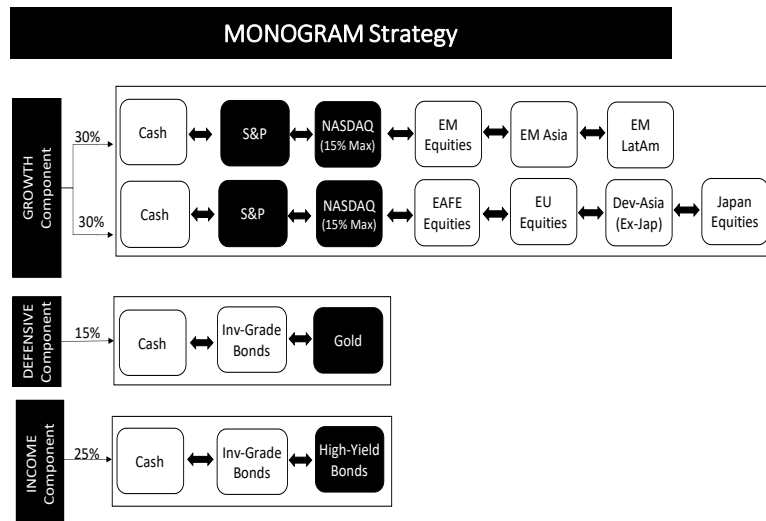 MONOGRAM Strategy
GROWTH
Component
30%
Cash
S&P
NASDAQ
(15% Max)
EM
Equities
EM Asia
EM
LatAm
30%
Cash
S&P
NASDAQ
(15% Max)
EAFE
Equities
EU
Equities
Dev-Asia
(Ex-Jap)
Japan
Equities
DEFENSIVE
Component
15%
Cash
Inv-Grade
Bonds
Gold
INCOME
Component
25%
Cash
Inv-Grade
Bonds
High-Yield
Bonds